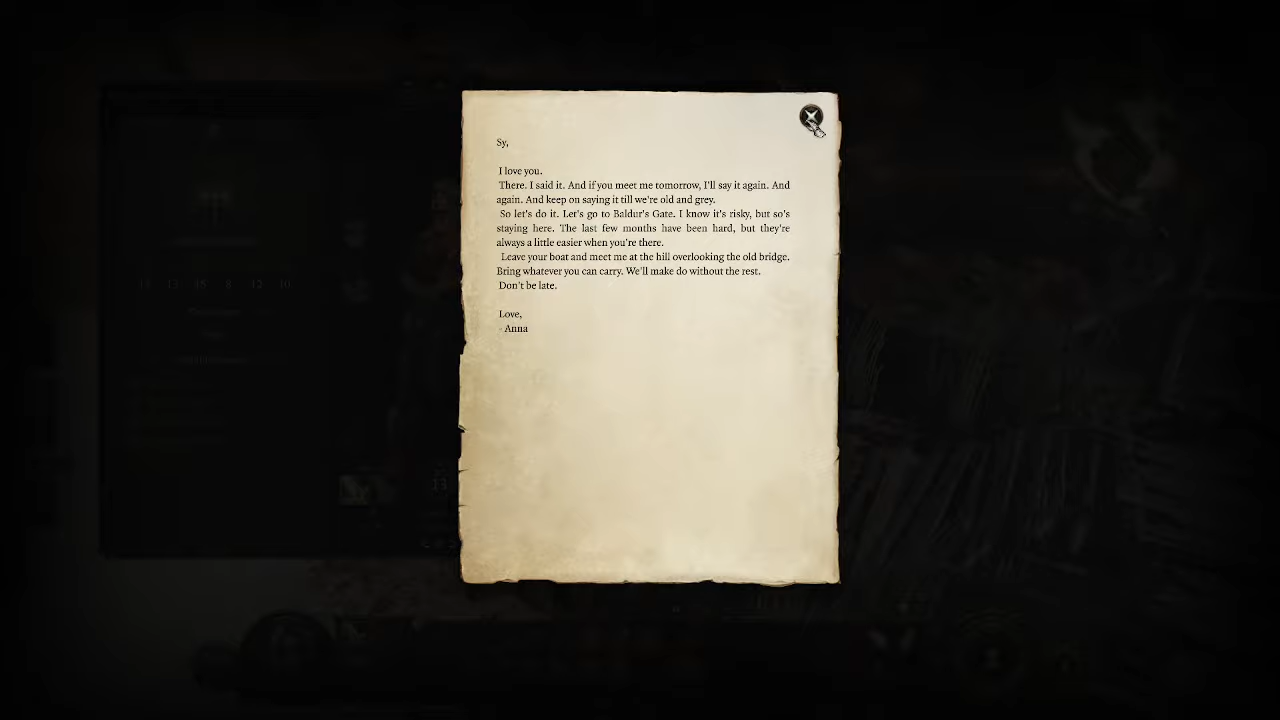 Sy,
I love you.
There. I said it. And if you meet me tomorrow, I'll say it again. And
again. And keep on saying it till we're old and grey.
So let's do it. Let's go to Baldur's Gate. I know it's risky, but so's
staying here. The last few months have been hard, but they're
always a little easier when you're there.
Leave your boat and meet me at the hill overlooking the old bridge.
Bring whatever you can carry. We'll make do without the rest.
Don't be late.
Love,
- Anna